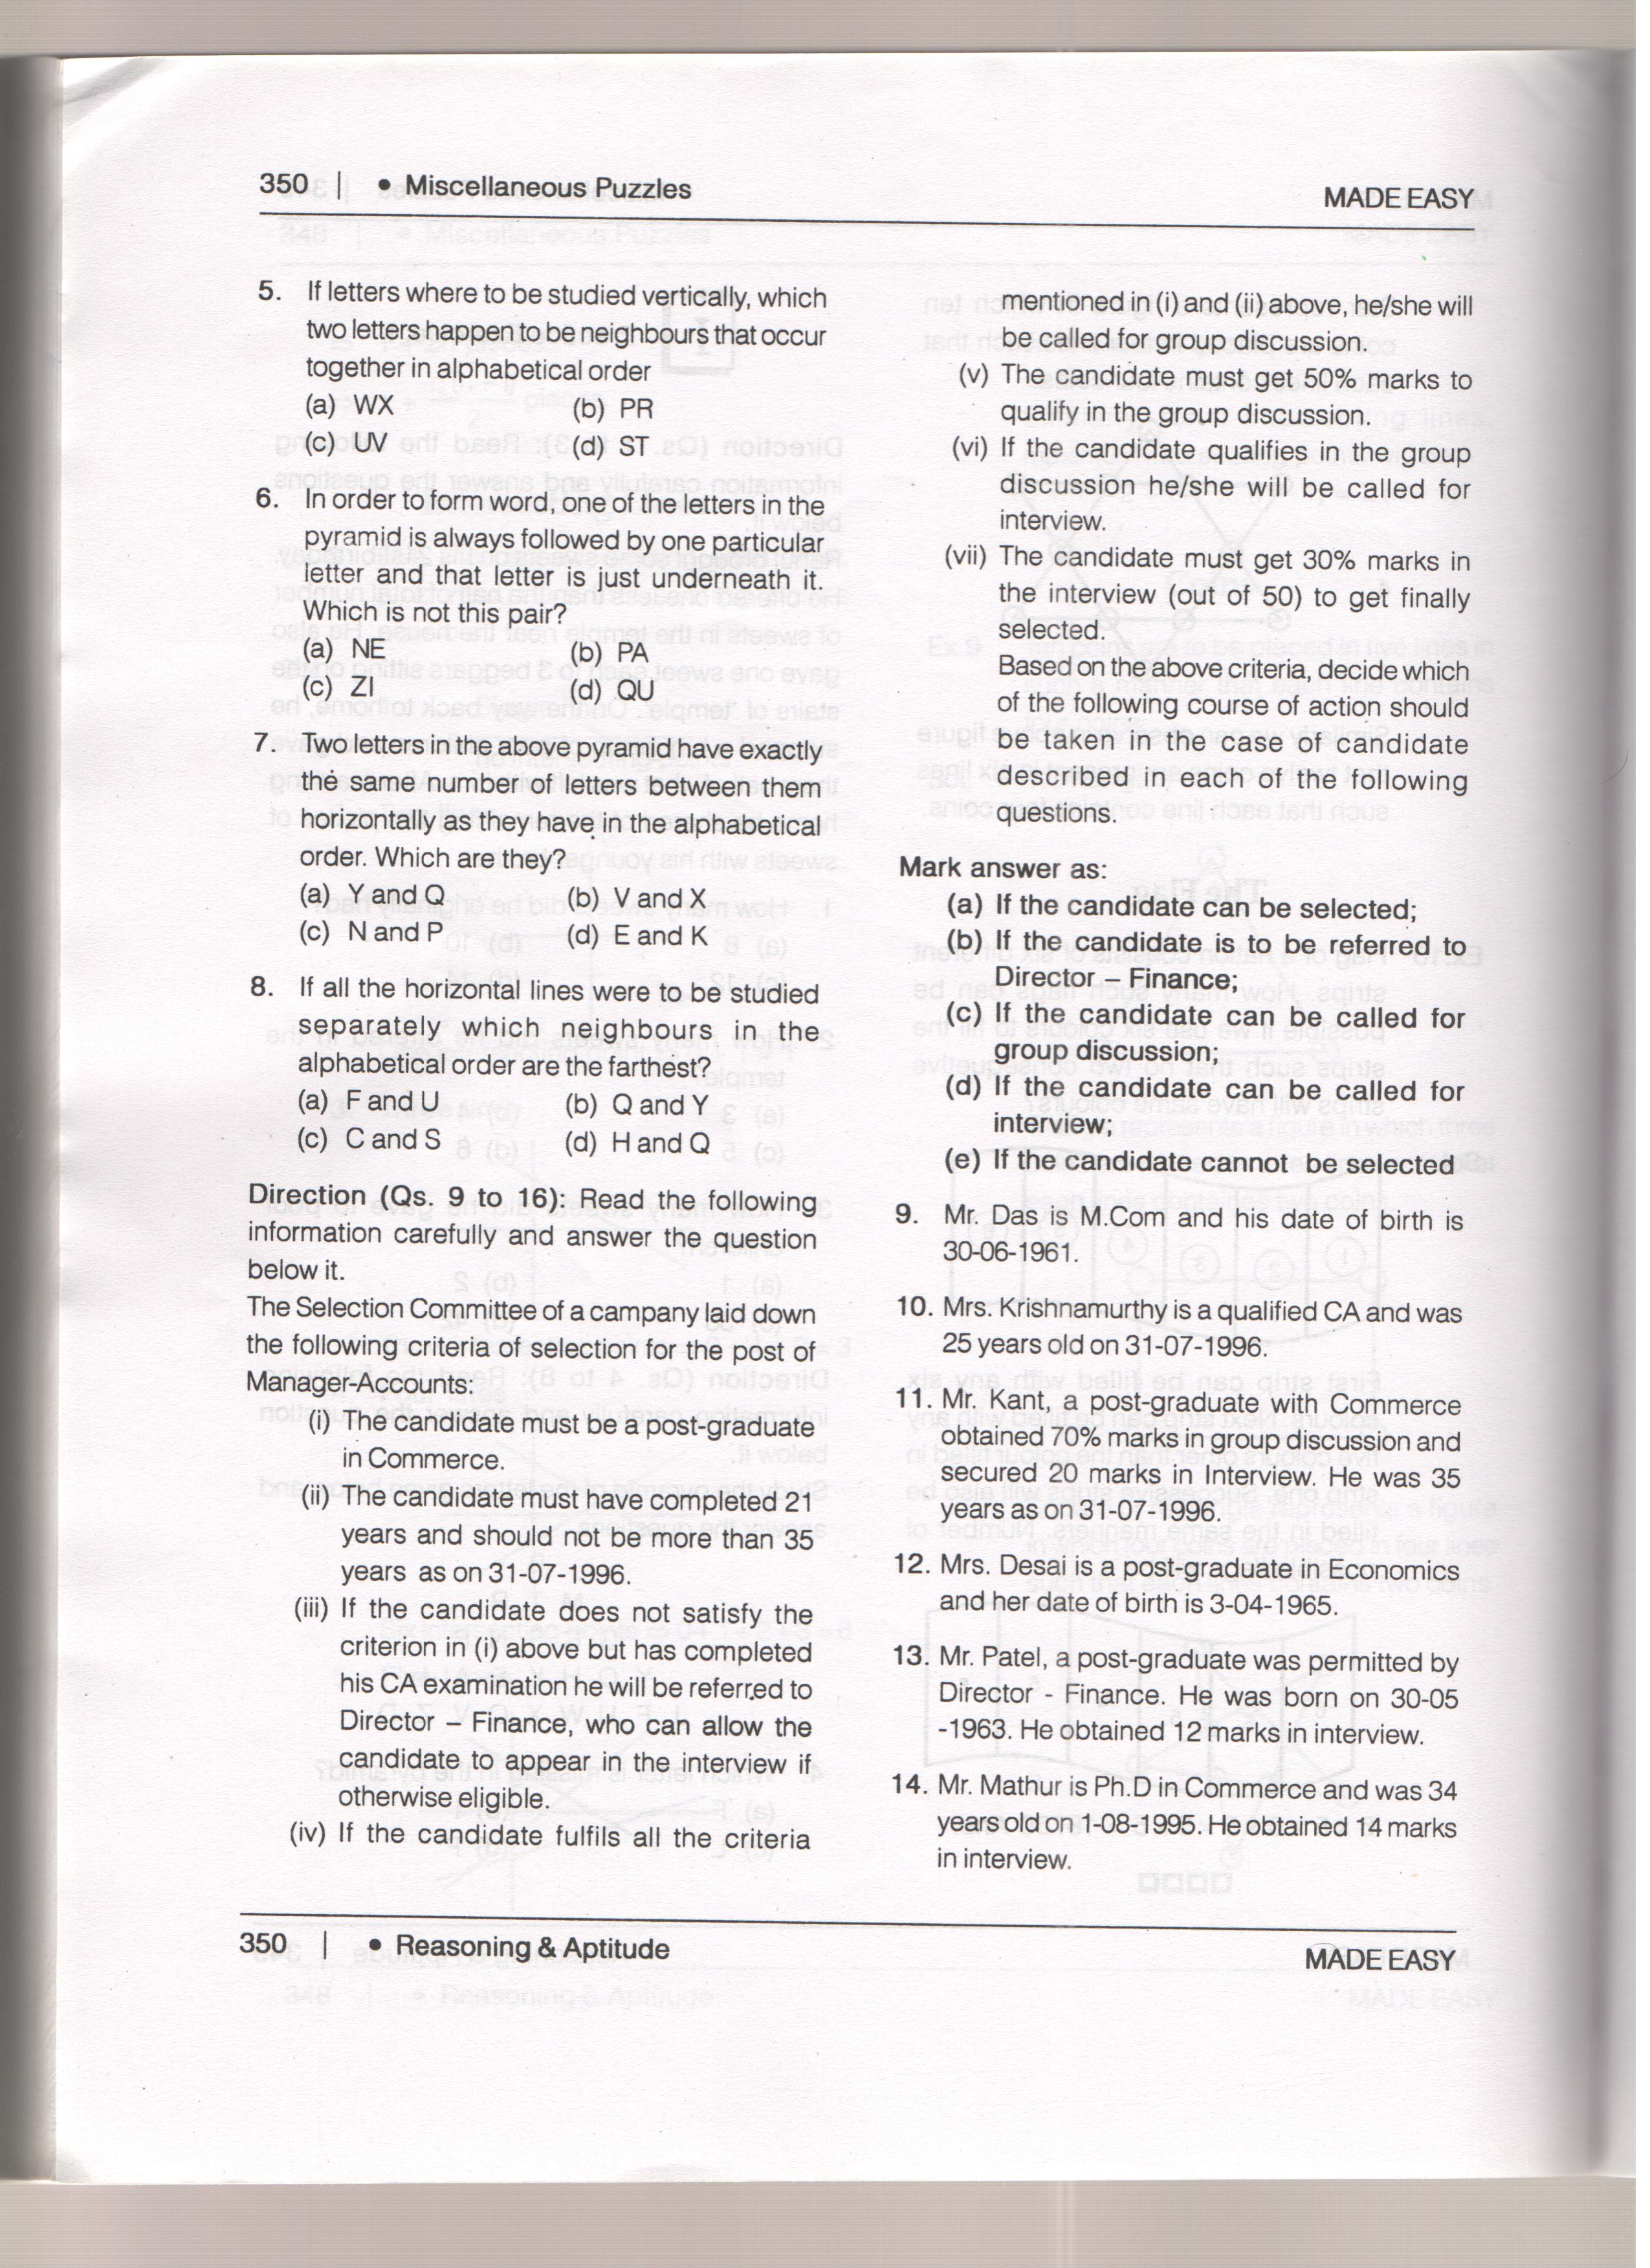 350 | • Miscellaneous Puzzles
MADE EASY
5. If letters where to be studied vertically, which
two letters happen to be neighbours that occur
together in alphabetical order
(a) WX (b) PR
(c) UV (d) ST
6. In order to form word, one of the letters in the
pyramid is always followed by one particular
letter and that letter is just underneath it.
Which is not this pair?
(a) NE (b) PA
(c) ZI (d) QU
7. Two letters in the above pyramid have exactly
the same number of letters between them
horizontally as they have in the alphabetical
order. Which are they?
(a) Y and Q (b) V and X
(c) N and P (d) E and K
8. If all the horizontal lines were to be studied
separately which neighbours in the
alphabetical order are the farthest?
(a) F and U (b) Q and Y
(c) C and S (d) H and Q
Direction (Qs. 9 to 16): Read the following
information carefully and answer the question
below it.
The Selection Committee of a campany laid down
the following criteria of selection for the post of
Manager-Accounts:
(i) The candidate must be a post-graduate
in Commerce.
(ii) The candidate must have completed 21
years and should not be more than 35
years as on 31-07-1996.
(iii) If the candidate does not satisfy the
criterion in (i) above but has completed
his CA examination he will be referred to
Director – Finance, who can allow the
candidate to appear in the interview if
otherwise eligible.
(iv) If the candidate fulfils all the criteria
mentioned in (i) and (ii) above, he/she will
be called for group discussion.
(v) The candidate must get 50% marks to
qualify in the group discussion.
(vi) If the candidate qualifies in the group
discussion he/she will be called for
interview.
(vii) The candidate must get 30% marks in
the interview (out of 50) to get finally
selected.
Based on the above criteria, decide which
of the following course of action should
be taken in the case of candidate
described in each of the following
questions.
Mark answer as:
(a) If the candidate can be selected;
(b) If the candidate is to be referred to
Director – Finance;
(c) If the candidate can be called for
group discussion;
(d) If the candidate can be called for
interview;
(e) If the candidate cannot be selected
9. Mr. Das is M.Com and his date of birth is
30-06-1961.
10. Mrs. Krishnamurthy is a qualified CA and was
25 years old on 31-07-1996.
11. Mr. Kant, a post-graduate with Commerce
obtained 70% marks in group discussion and
secured 20 marks in Interview. He was 35
years as on 31-07-1996.
12. Mrs. Desai is a post-graduate in Economics
and her date of birth is 3-04-1965.
13. Mr. Patel, a post-graduate was permitted by
Director - Finance. He was born on 30-05
-1963. He obtained 12 marks in interview.
14. Mr. Mathur is Ph.D in Commerce and was 34
years old on 1-08-1995. He obtained 14 marks
in interview.
350 | • Reasoning & Aptitude
MADE EASY